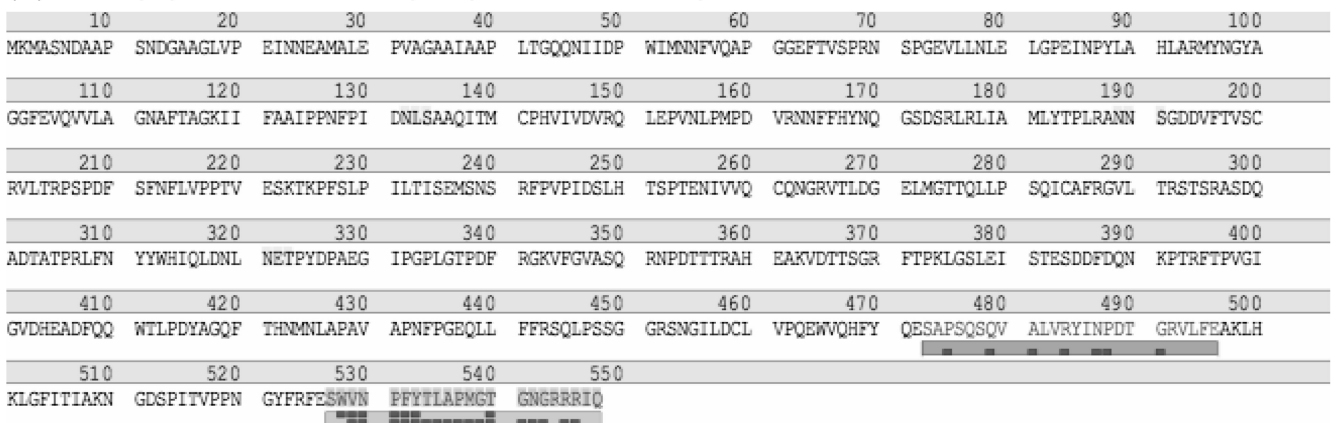 10 20 30 40 50 60 70 80 90 100
MKMASNDAAP SNDGAAGLVP EINNEAMALE PVAGAAIAAP LTGQQNIIDP WIMNNFVQAP GGEFTVSPRN SPGEVLLNLE LGPEINPYLA HLARMYNGYA
110 120 130 140 150 160 170 180 190 200
GGFEVQVVLA GNAFTAGKII FAAIPPNFPI DNLSAAQITM CPHVIVDVRQ LEPVNLPMPD VRNNFFHYNQ GSDSRLRLIA MLYTPLRANN SGDDVFTVSC
210 220 230 240 250 260 270 280 290 300
RVLTRPSPDF SFNFLVPPTV ESKTKPFSLP ILTISEMSNS RFPVPIDSLH TSPTENIVVQ CQNGRVTLDG ELMGTTQLLP SQICAFRGVL TRSTSRASDQ
310 320 330 340 350 360 370 380 390 400
ADTATPRLFN YYWHIQLDNL NETPYDPAEG IPGPLGTPDF RGKVFGVASQ RNPDTTTRAH EAKVDTTSGR FTPKLGSLEI STESDDFDQN KPTRFTPVGI
410 420 430 440 450 460 470 480 490 500
GVDHEADFQQ WTLPDYAGQF THNMNLAPAV APNFPGEQLL FFRSQLPSSG GRSNGILDCL VPQEWVQHFY QESAPSQSQV ALVRYINPDT GRVLFEAKLH
510 520 530 540 550
KLGFITIAKN GDSPITVPPN GYFRFESWVN PFYTLAPMGT GNGRRRIQ